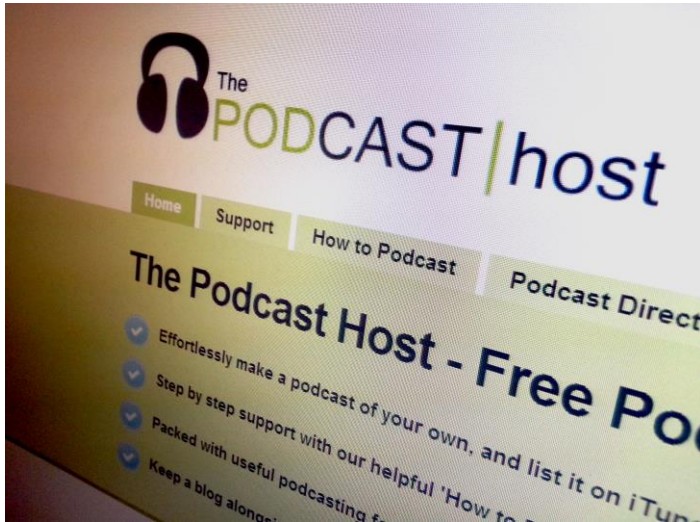 The
PODCAST|host
Home
Support
How to Podcast
Podcast Direct
The Podcast Host - Free Po
Effortlessly make a podcast of your own, and list it on iTun
Step by step support with our helpful 'How to
Packed with useful podcasting
Keep a blog alongsi